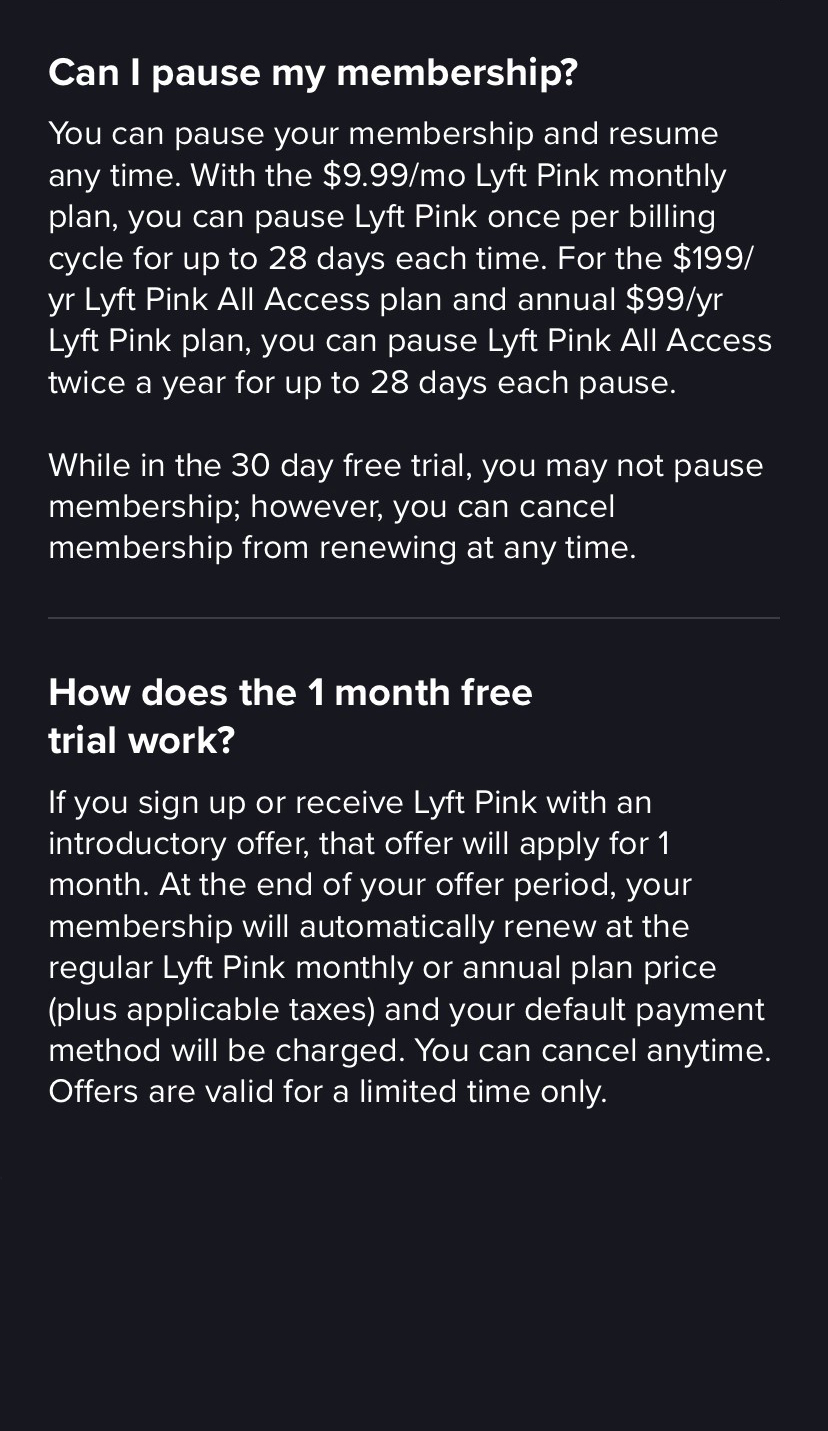 Can I pause my membership?
You can pause your membership and resume
any time. With the $9.99/mo Lyft Pink monthly
plan, you can pause Lyft Pink once per billing
cycle for up to 28 days each time. For the $199/
yr Lyft Pink All Access plan and annual $99/yr
Lyft Pink plan, you can pause Lyft Pink All Access
twice a year for up to 28 days each pause.
While in the 30 day free trial, you may not pause
membership; however, you can cancel
membership from renewing at any time.
How does the 1 month free
trial work?
If you sign up or receive Lyft Pink with an
introductory offer, that offer will apply for 1
month. At the end of your offer period, your
membership will automatically renew at the
regular Lyft Pink monthly or annual plan price
(plus applicable taxes) and your default payment
method will be charged. You can cancel anytime.
Offers are valid for a limited time only.